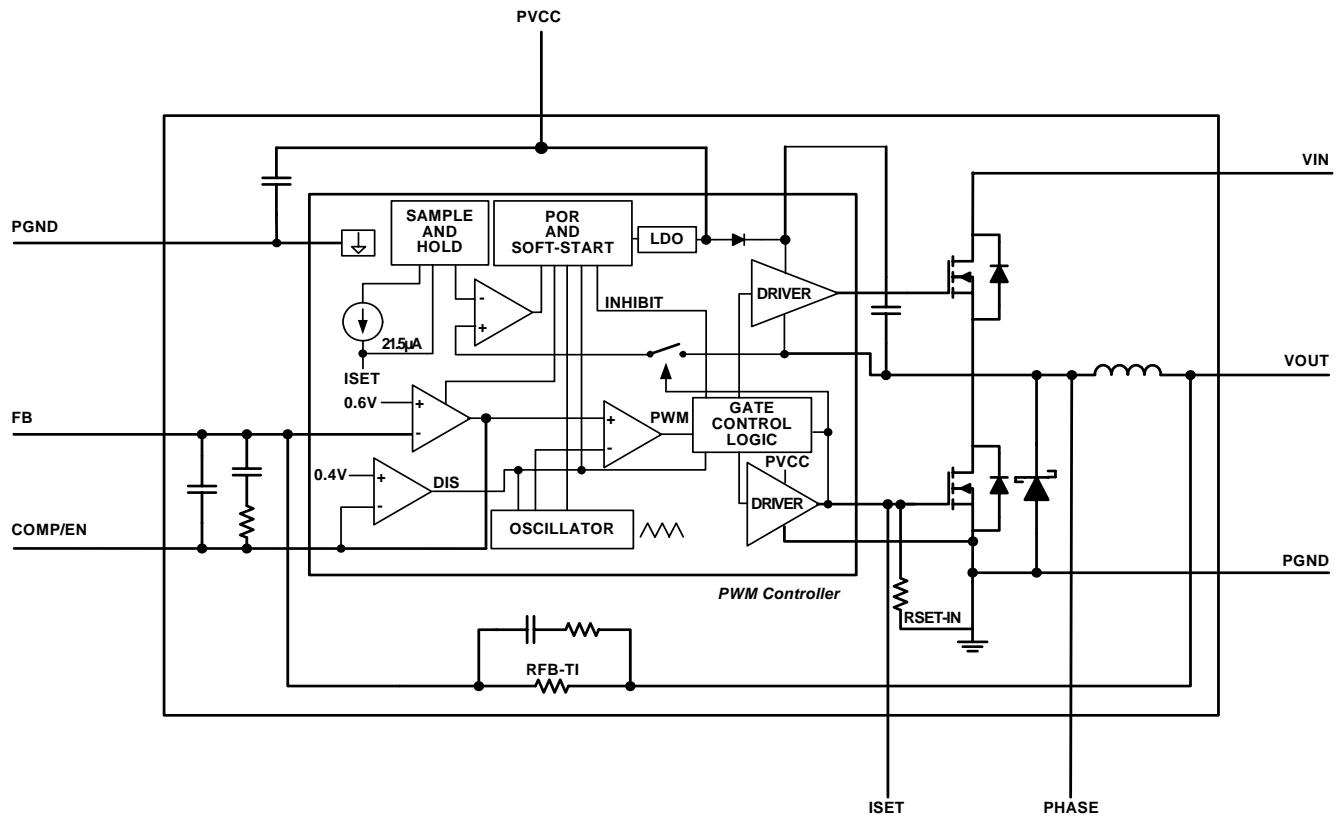 PVCC
VIN
PGND
SAMPLE
AND
HOLD
POR
AND
SOFT-START
LDO
DRIVER
INHIBIT
21.5µA
ISET
0.6V
VOUT
FB
PWM
GATE
CONTROL
LOGIC
PVCC
0.4V
DIS
DRIVER
COMP/EN
OSCILLATOR
PGND
PWM Controller
RSET-IN
RFB-TI
ISET
PHASE